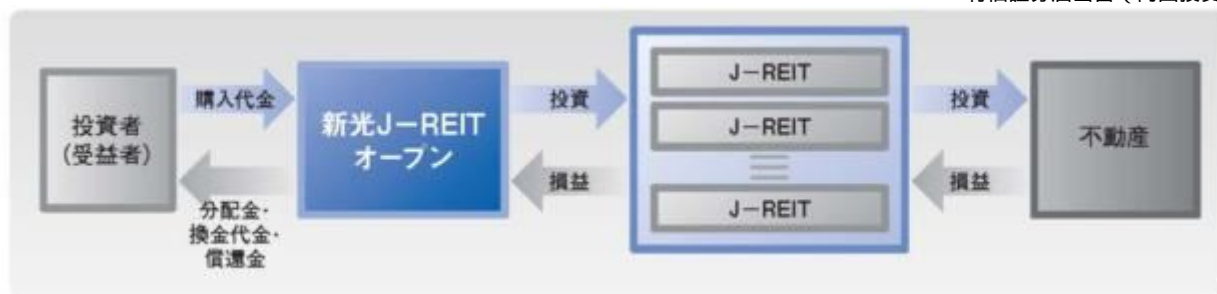 投資者
(受益者)
購入代金
分配金・
換金代金・
償還金
新光J－REIT
オープン
投資
損益
J－REIT
J－REIT
J－REIT
投資
損益
不動産